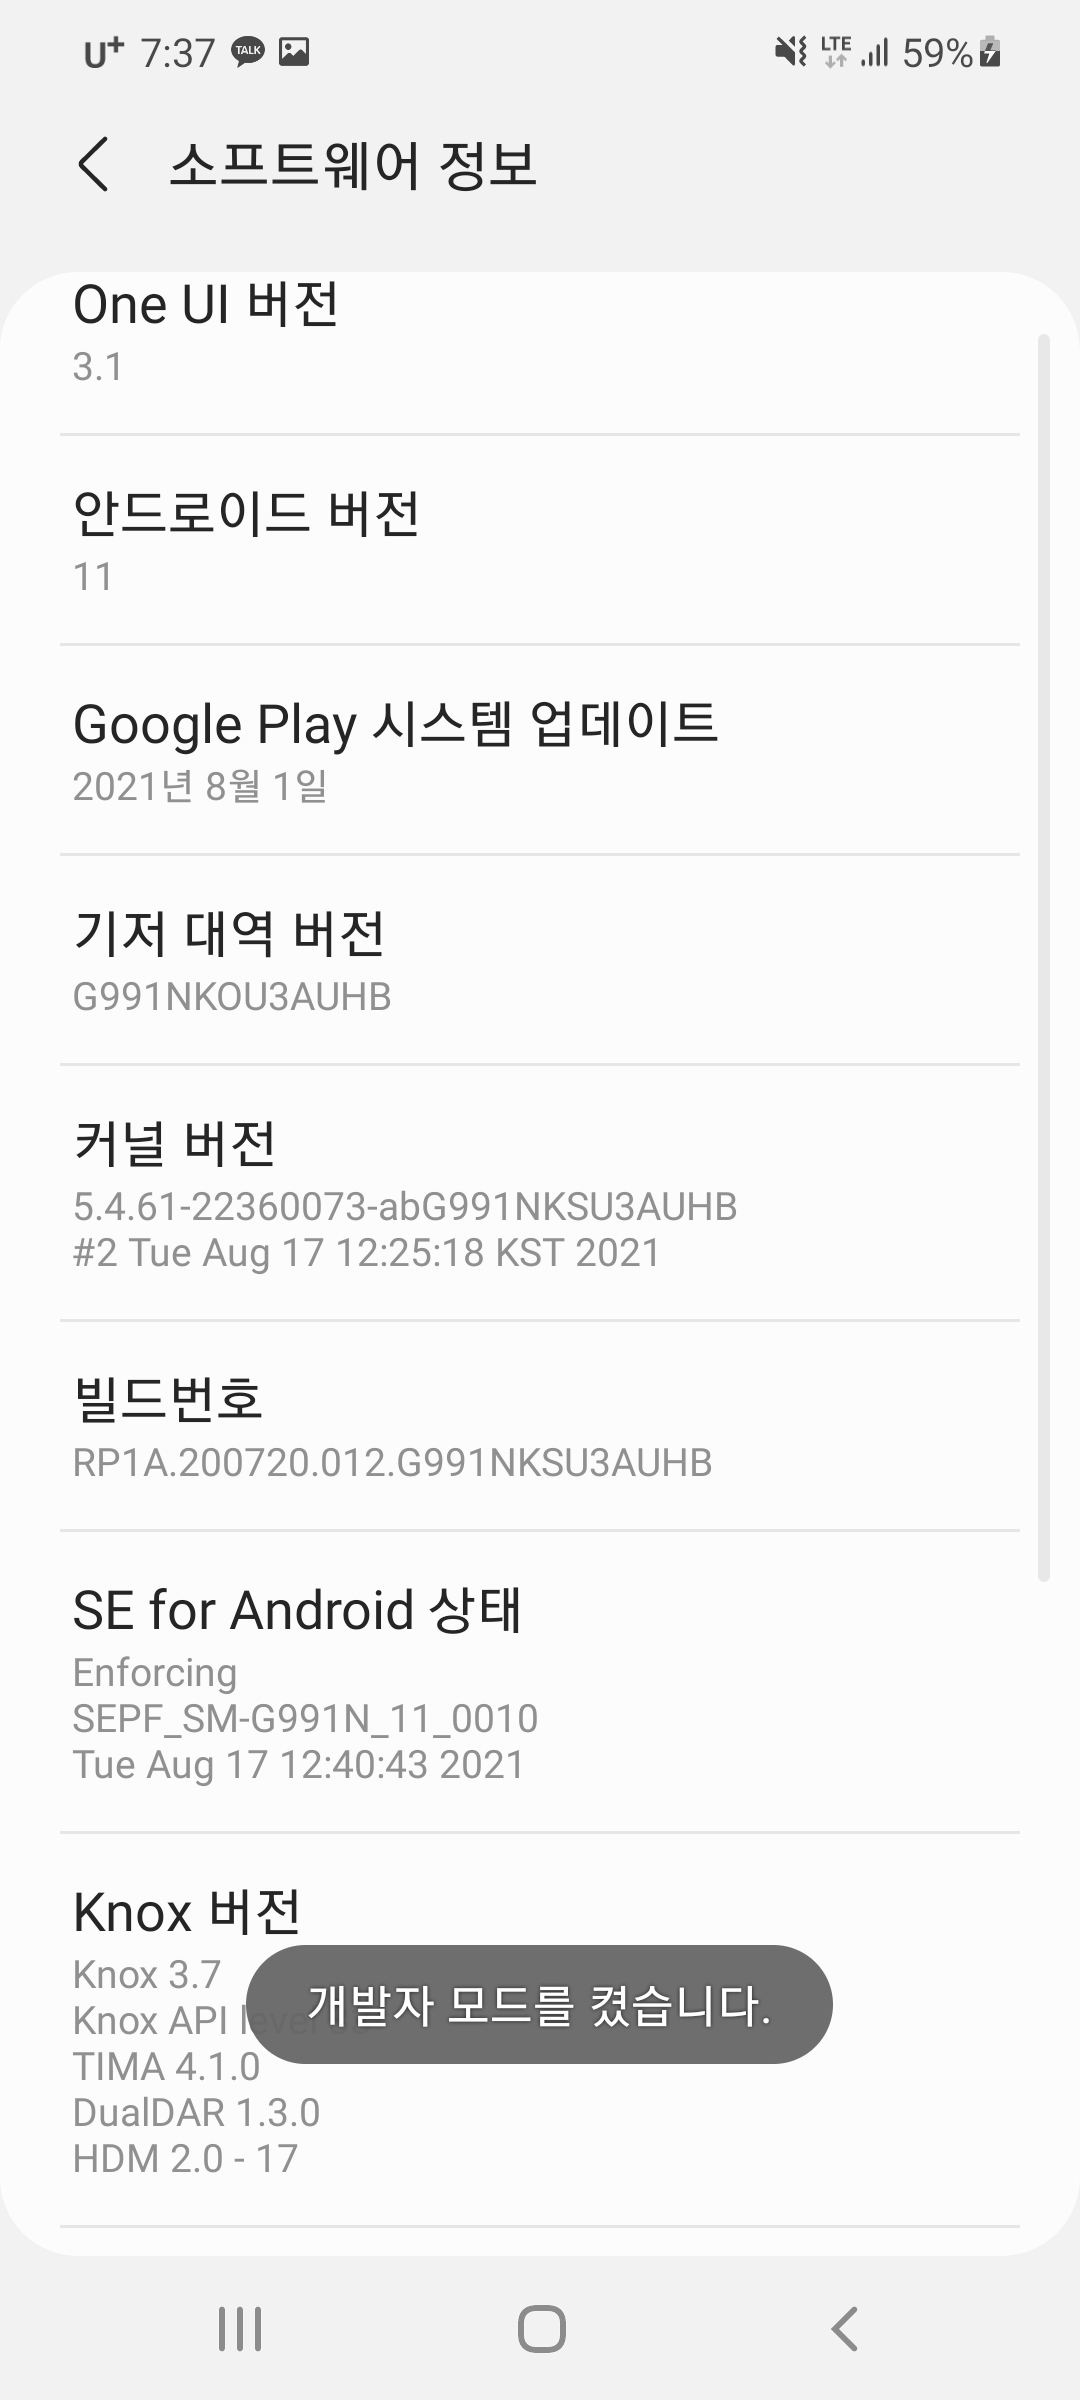 U+ 7:37 TALK LTE 59%
소프트웨어 정보
One UI 버전
3.1
안드로이드 버전
11
Google Play 시스템 업데이트
2021년 8월 1일
기저 대역 버전
G991NKOU3AUHB
커널 버전
5.4.61-22360073-abG991NKSU3AUHB
#2 Tue Aug 17 12:25:18 KST 2021
빌드번호
RP1A.200720.012.G991NKSU3AUHB
SE for Android 상태
Enforcing
SEPF_SM-G991N_11_0010
Tue Aug 17 12:40:43 2021
Knox 버전
Knox 3.7
Knox API level
개발자 모드를 켰습니다.
TIMA 4.1.0
DualDAR 1.3.0
HDM 2.0 - 17